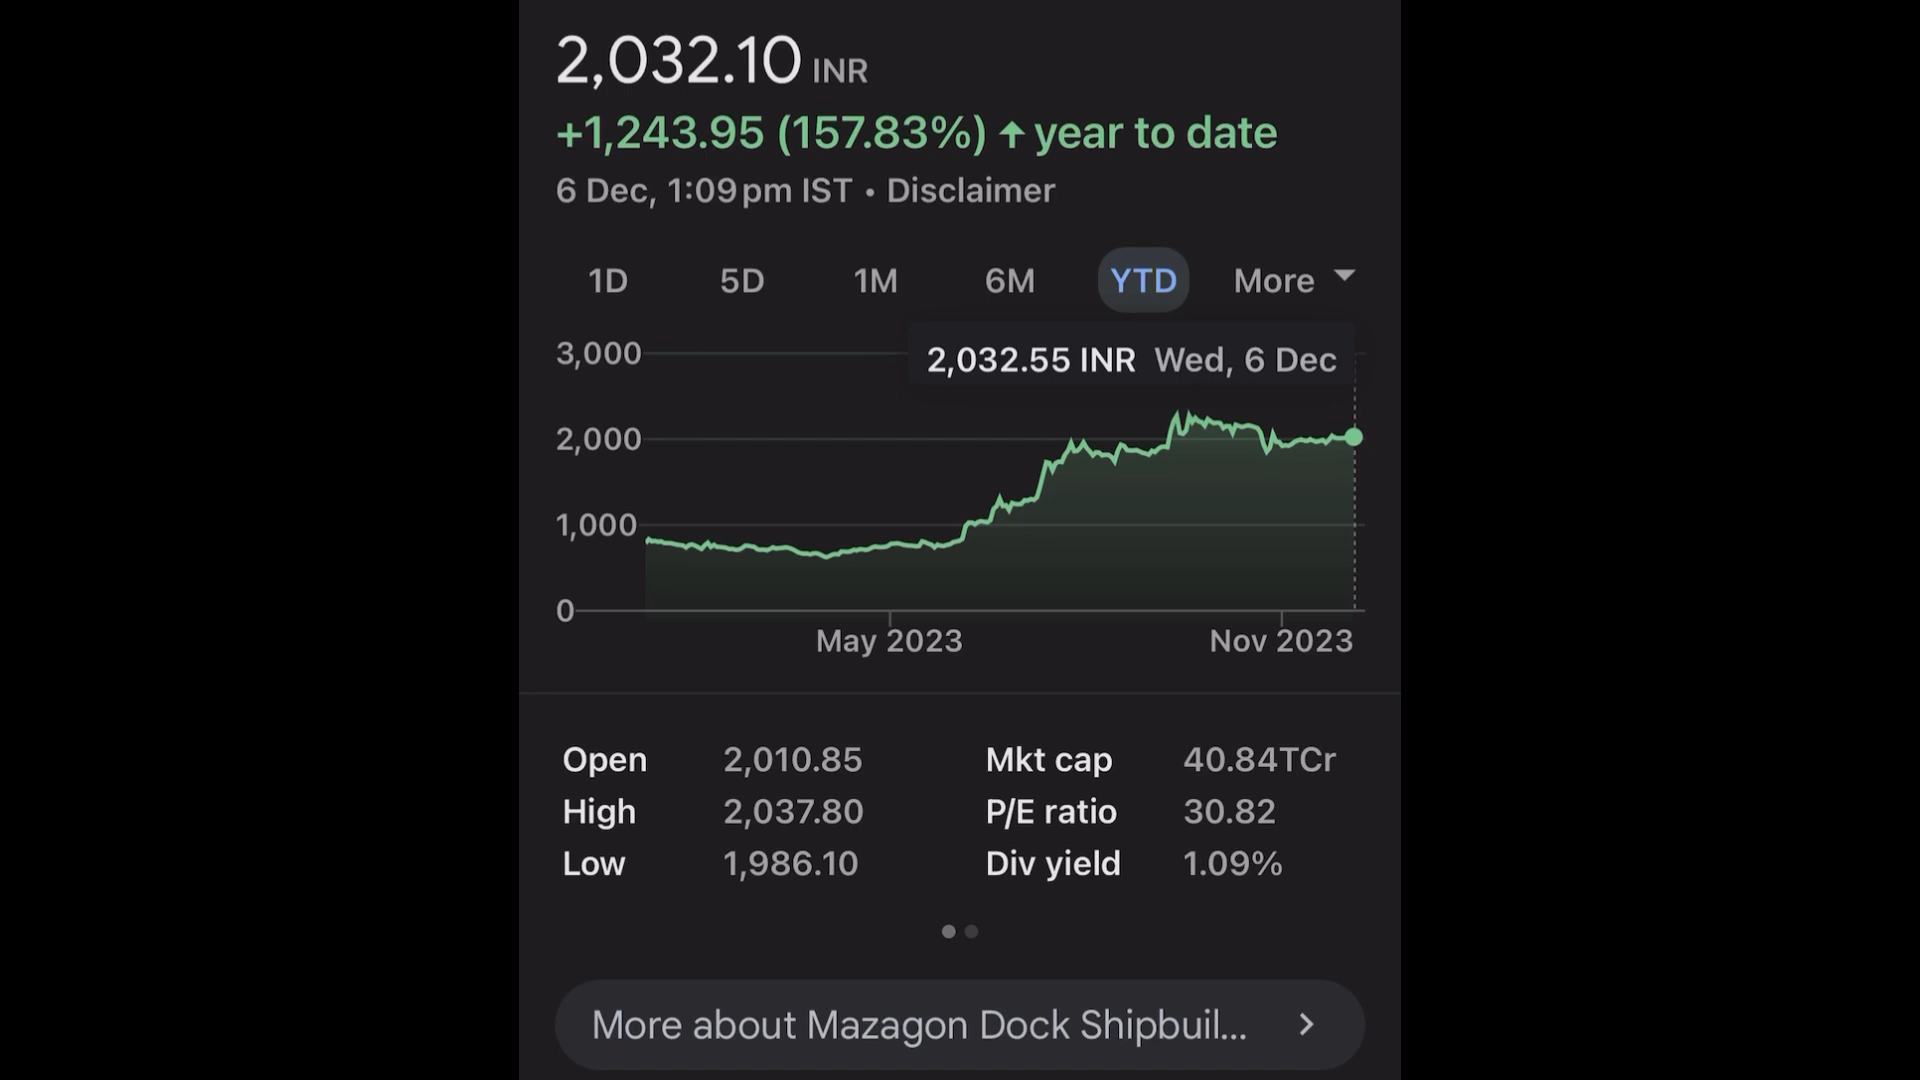 2,032.10 INR
+1,243.95 (157.83%) ↑ year to date
6 Dec, 1:09 pm IST • Disclaimer
1D 5D 1M 6M YTD More
2,032.55 INR Wed, 6 Dec
3,000
2,000
1,000
0
May 2023 Nov 2023
Open 2,010.85 Mkt cap 40.84TCr
High 2,037.80 P/E ratio 30.82
Low 1,986.10 Div yield 1.09%
More about Mazagon Dock Shipbuil...